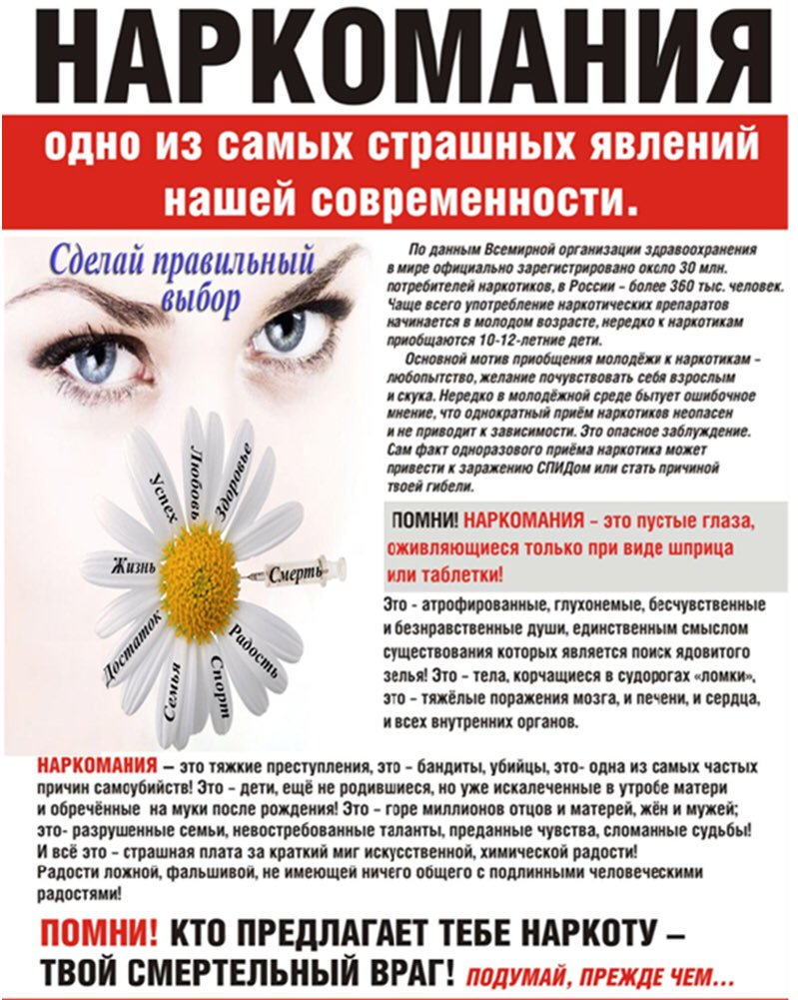 НАРКОМАНИЯ
одно из самых страшных явлений
нашей современности.
Сделай правильный
выбор
Успех
Любовь
Здоровье
Жизнь
Смерть
Достаток
Семья
Спорт
Радость
По данным Всемирной организации здравоохранения
в мире официально зарегистрировано около 30 млн.
потребителей наркотиков, в России – более 360 тыс. человек.
Чаще всего употребление наркотических препаратов
начинается в молодом возрасте, нередко к наркотикам
приобщаются 10-12-летние дети.
Основной мотив приобщения молодёжи к наркотикам –
любопытство, желание почувствовать себя взрослым
и скука. Нередко в молодёжной среде бытует ошибочное
мнение, что однократный приём наркотиков неопасен
и не приводит к зависимости. Это опасное заблуждение.
Сам факт одноразового приёма наркотика может
привести к заражению СПИДом или стать причиной
твоей гибели.
ПОМНИ! НАРКОМАНИЯ – это пустые глаза,
оживляющиеся только при виде шприца
или таблетки!
Это - атрофированные, глухонемые, бесчувственные
и безнравственные души, единственным смыслом
существования которых является поиск ядовитого
зелья! Это – тела, корчащиеся в судорогах «ломки»,
это – тяжёлые поражения мозга, и печени, и сердца,
и всех внутренних органов.
НАРКОМАНИЯ – это тяжкие преступления, это – бандиты, убийцы, это- одна из самых частых
причин самоубийств! Это – дети, ещё не родившиеся, но уже искалеченные в утробе матери
и обречённые на муки после рождения! Это – горе миллионов отцов и матерей, жён и мужей;
это- разрушенные семьи, невостребованные таланты, преданные чувства, сломанные судьбы!
И всё это – страшная плата за краткий миг искусственной, химической радости!
Радости ложной, фальшивой, не имеющей ничего общего с подлинными человеческими
радостями!
ПОМНИ! КТО ПРЕДЛАГАЕТ ТЕБЕ НАРКОТУ –
ТВОЙ СМЕРТЕЛЬНЫЙ ВРАГ! ПОДУМАЙ, ПРЕЖДЕ ЧЕМ...